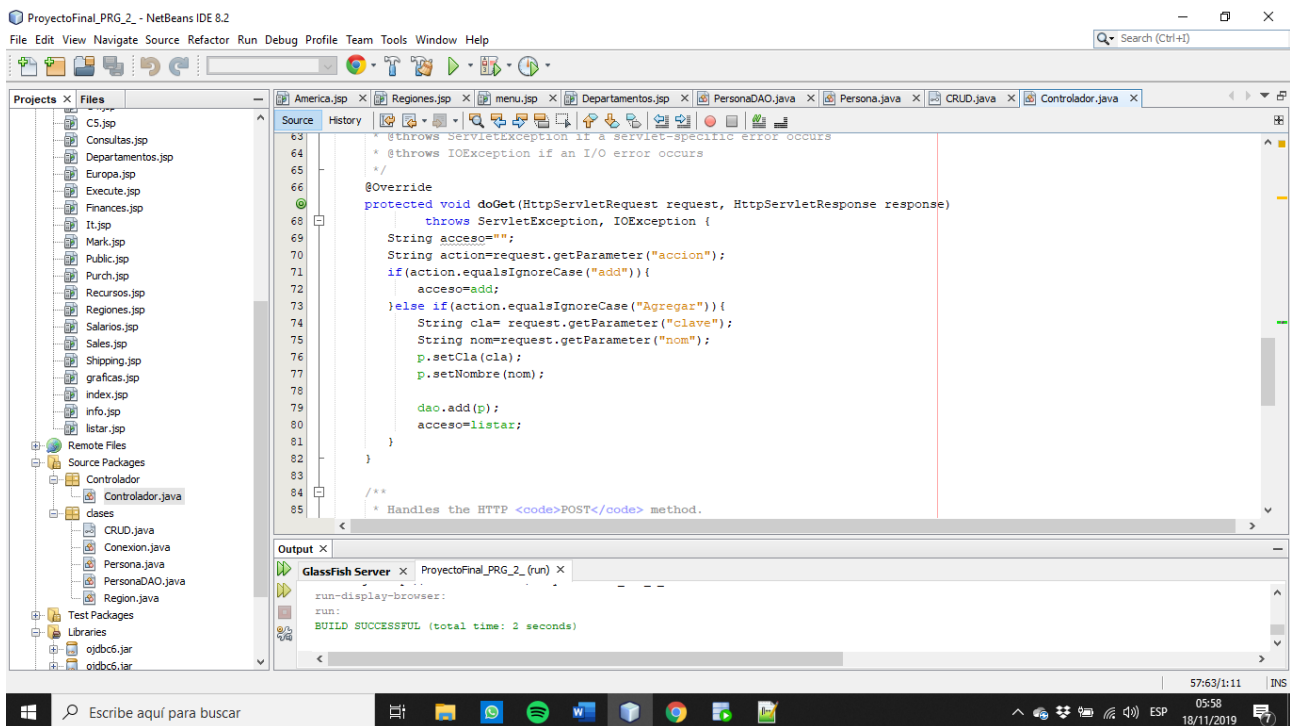 ProyectoFinal_PRG_2_ - NetBeans IDE 8.2
File Edit View Navigate Source Refactor Run Debug Profile Team Tools Window Help
Search (Ctrl+I)
Projects Files
America.jsp Regiones.jsp menu.jsp Departamentos.jsp PersonaDAO.java Persona.java CRUD.java Controlador.java
Source History
C5.jsp
Consultas.jsp
Departamentos.jsp
Europa.jsp
Execute.jsp
Finances.jsp
It.jsp
Mark.jsp
Public.jsp
Purch.jsp
Recursos.jsp
Regiones.jsp
Salarios.jsp
Sales.jsp
Shipping.jsp
graficas.jsp
index.jsp
info.jsp
listar.jsp
Remote Files
Source Packages
Controlador
Controlador.java
clases
CRUD.java
Conexion.java
Persona.java
PersonaDAO.java
Region.java
Test Packages
Libraries
ojdbc6.jar
ojdbc6.jar
63 * @throws ServletException if a servlet-specific error occurs
64 * @throws IOException if an I/O error occurs
65 */
66 @Override
protected void doGet(HttpServletRequest request, HttpServletResponse response)
68 throws ServletException, IOException {
69 String acceso="";
70 String action=request.getParameter("accion");
71 if(action.equalsIgnoreCase("add")){
72 acceso=add;
73 }else if(action.equalsIgnoreCase("Agregar")){
74 String cla= request.getParameter("clave");
75 String nom=request.getParameter("nom");
76 p.setCla(cla);
77 p.setNombre(nom);
78
79 dao.add(p);
80 acceso=listar;
81 }
82 }
83
84 /**
85 * Handles the HTTP <code>POST</code> method.
Output
GlassFish Server ProyectoFinal_PRG_2_ (run)
run-display-browser:
run:
BUILD SUCCESSFUL (total time: 2 seconds)
57:63/1:11 INS
Escribe aquí para buscar
ESP
05:58
18/11/2019
7